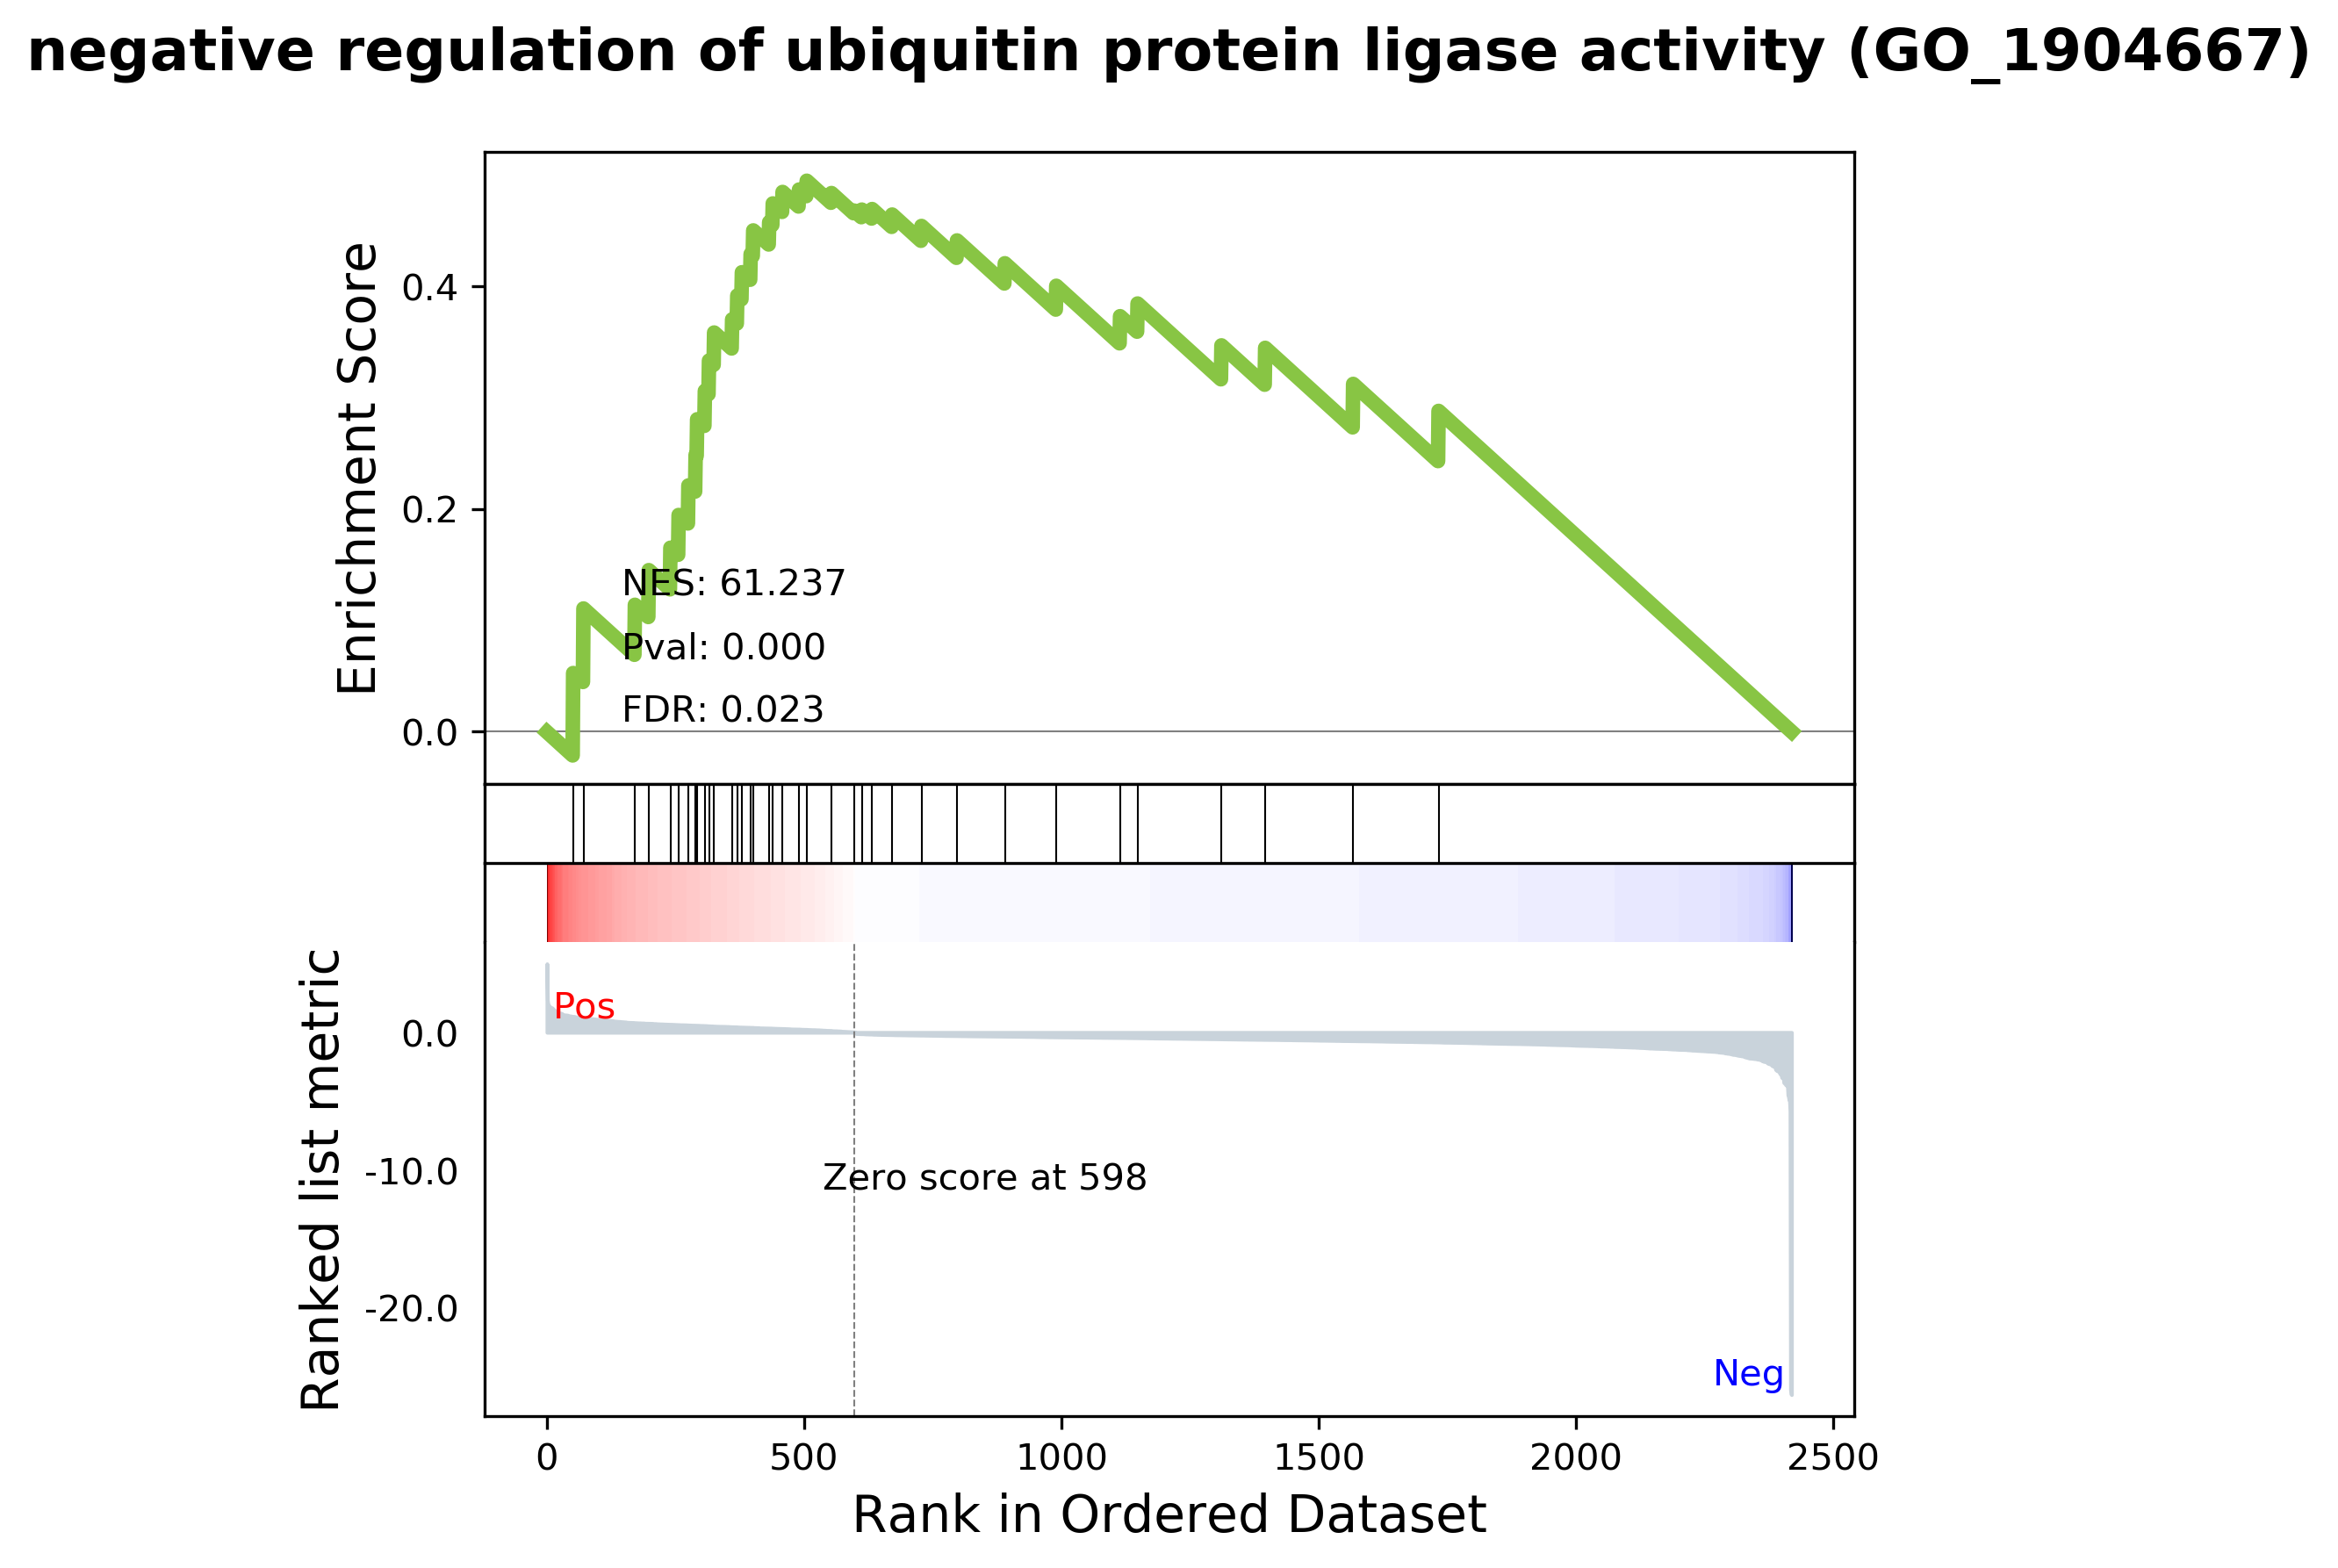 negative regulation of ubiquitin protein ligase activity (GO_1904667)
Enrichment Score
0.4
0.2
0.0
NES: 61.237
Pval: 0.000
FDR: 0.023
Ranked list metric
0.0
-10.0
-20.0
Pos
Zero score at 598
Neg
0 500 1000 1500 2000 2500
Rank in Ordered Dataset